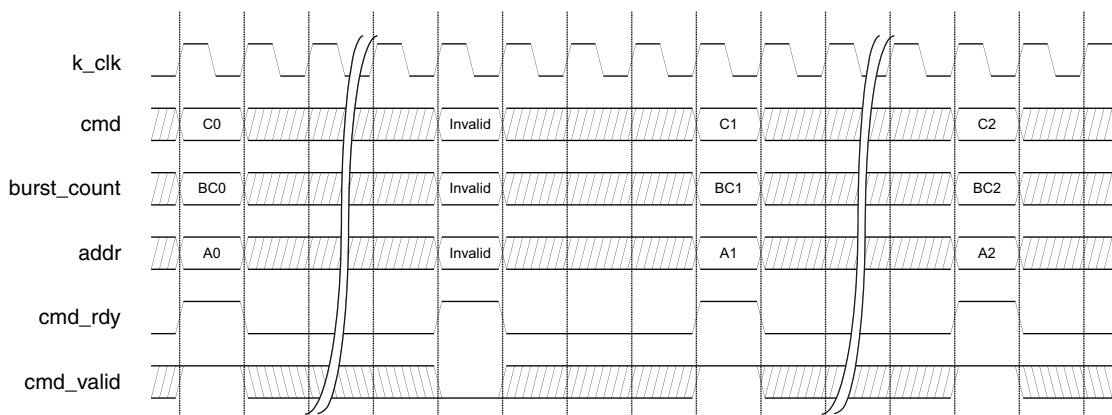 k_clk
cmd C0 Invalid C1 C2
burst_count BC0 Invalid BC1 BC2
addr A0 Invalid A1 A2
cmd_rdy
cmd_valid